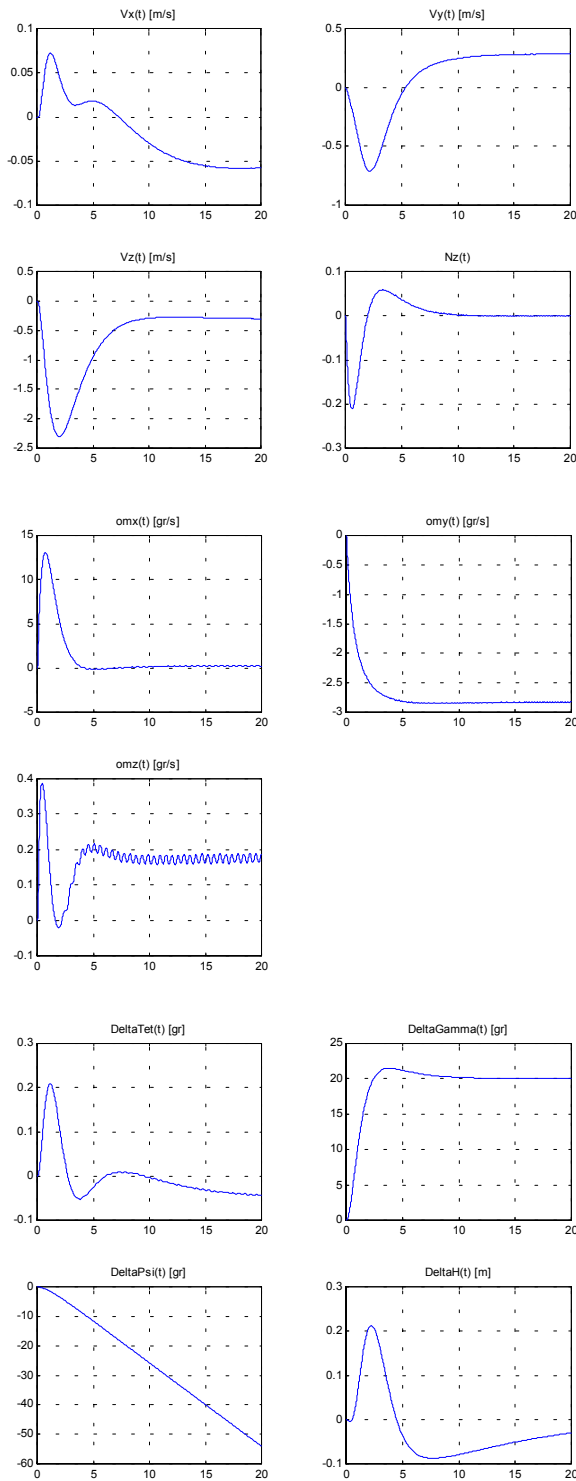 Vx(t) [m/s]
Vy(t) [m/s]
0.1
0.05
0
-0.05
-0.1
0 5 10 15 20
0.5
0
-0.5
-1
0 5 10 15 20
Vz(t) [m/s]
Nz(t)
0.5
0
-0.5
-1
-1.5
-2
-2.5
0 5 10 15 20
0.1
0
-0.1
-0.2
-0.3
0 5 10 15 20
omx(t) [gr/s]
omy(t) [gr/s]
15
10
5
0
-5
0 5 10 15 20
0
-0.5
-1
-1.5
-2
-2.5
-3
0 5 10 15 20
omz(t) [gr/s]
0.4
0.3
0.2
0.1
0
-0.1
0 5 10 15 20
DeltaTet(t) [gr]
DeltaGamma(t) [gr]
0.3
0.2
0.1
0
-0.1
0 5 10 15 20
25
20
15
10
5
0
0 5 10 15 20
DeltaPsi(t) [gr]
DeltaH(t) [m]
0
-10
-20
-30
-40
-50
-60
0 5 10 15 20
0.3
0.2
0.1
0
-0.1
0 5 10 15 20